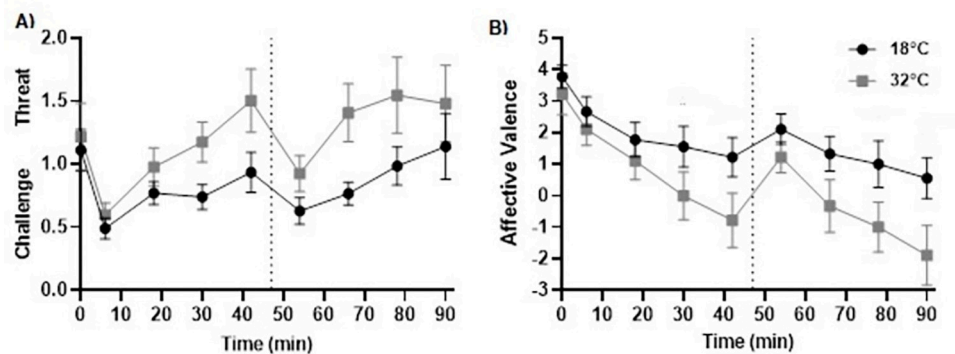 A)
2.0
1.5
1.0
0.5
0.0
Challenge Threat
0 10 20 30 40 50 60 70 80 90
Time (min)
B)
5
4
3
2
1
0
-1
-2
-3
Affective Valence
0 10 20 30 40 50 60 70 80 90
Time (min)
18°C
32°C